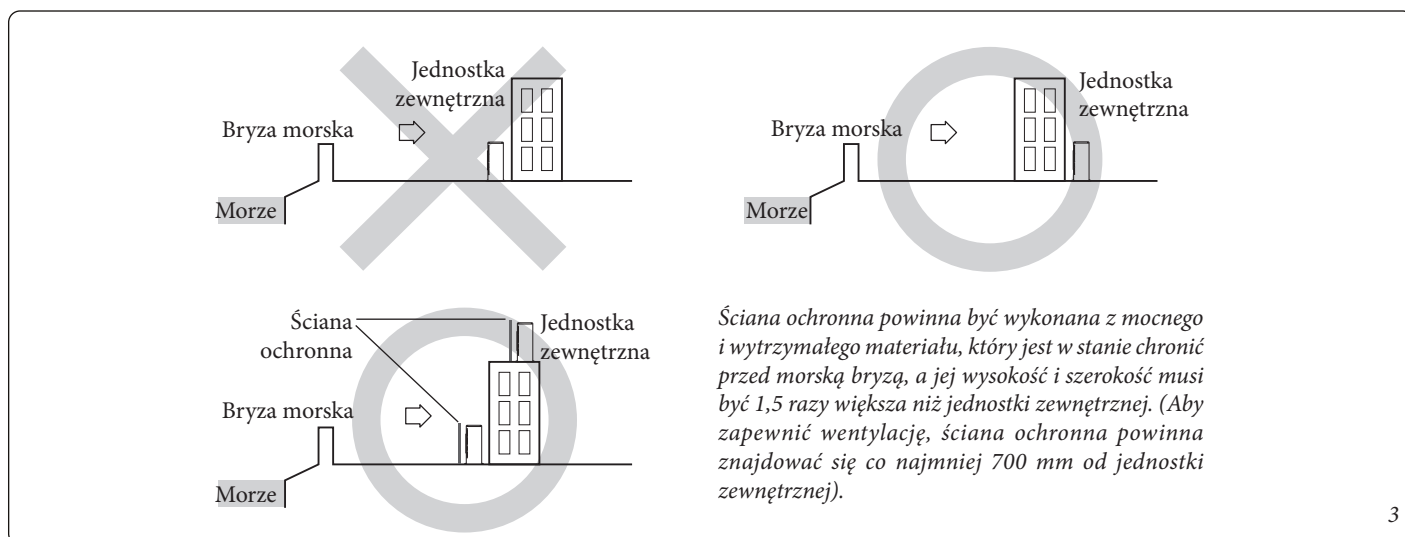 Jednostka
zewnętrzna
Bryza morska
Morze
Jednostka
zewnętrzna
Bryza morska
Morze
Ściana
ochronna
Jednostka
zewnętrzna
Bryza morska
Morze
Ściana ochronna powinna być wykonana z mocnego
i wytrzymałego materiału, który jest w stanie chronić
przed morską bryzą, a jej wysokość i szerokość musi
być 1,5 razy większa niż jednostki zewnętrznej. (Aby
zapewnić wentylację, ściana ochronna powinna
znajdować się co najmniej 700 mm od jednostki
zewnętrznej).
3